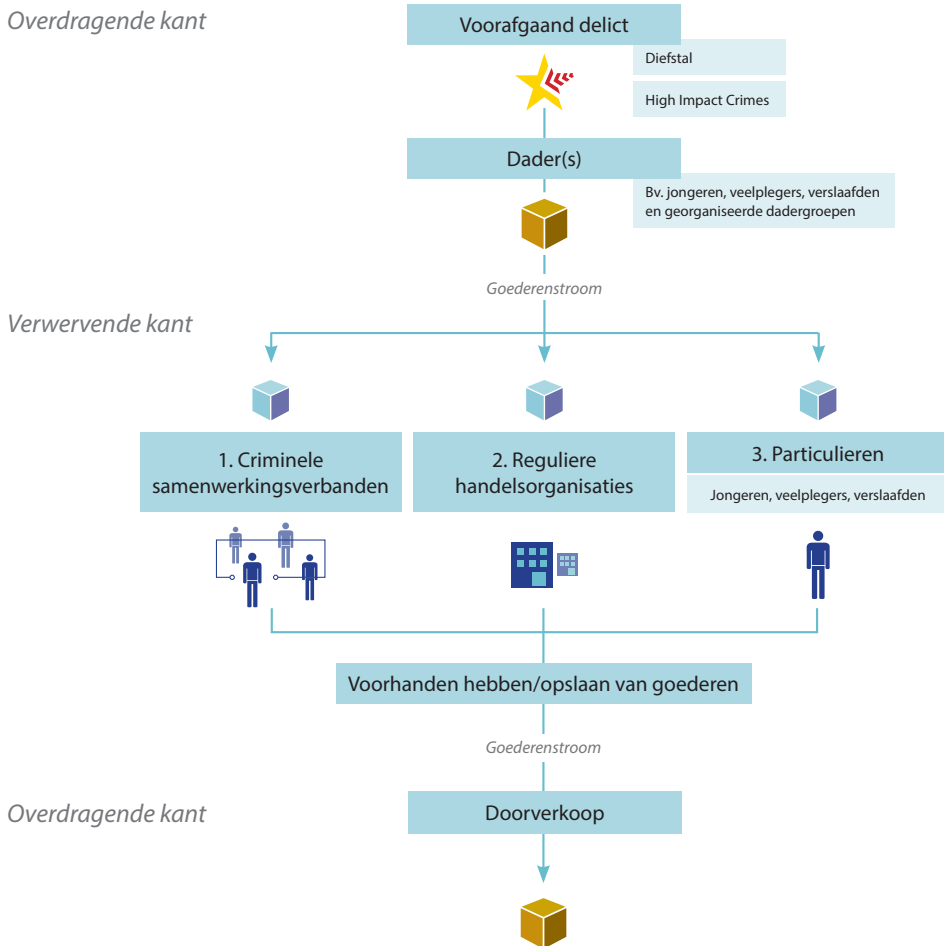 Overdragende kant
Voorafgaand delict
Diefstal
High Impact Crimes
Dader(s)
Bv. jongeren, veelplegers, verslaafden
en georganiseerde dadergroepen
Goederenstroom
Verwervende kant
1. Criminele
samenwerkingsverbanden
2. Reguliere
handelsorganisaties
3. Particulieren
Jongeren, veelplegers, verslaafden
Voorhanden hebben/opslaan van goederen
Goederenstroom
Overdragende kant
Doorverkoop